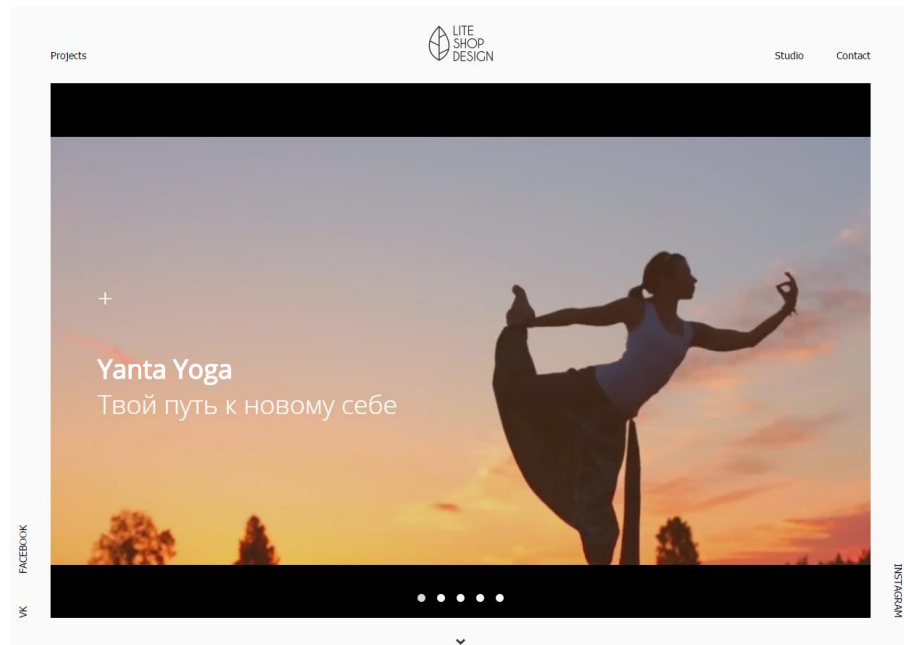 Projects
LITE
SHOP
DESIGN
Studio
Contact
+
Yanta Yoga
Твой путь к новому себе
FACEBOOK
VK
INSTAGRAM